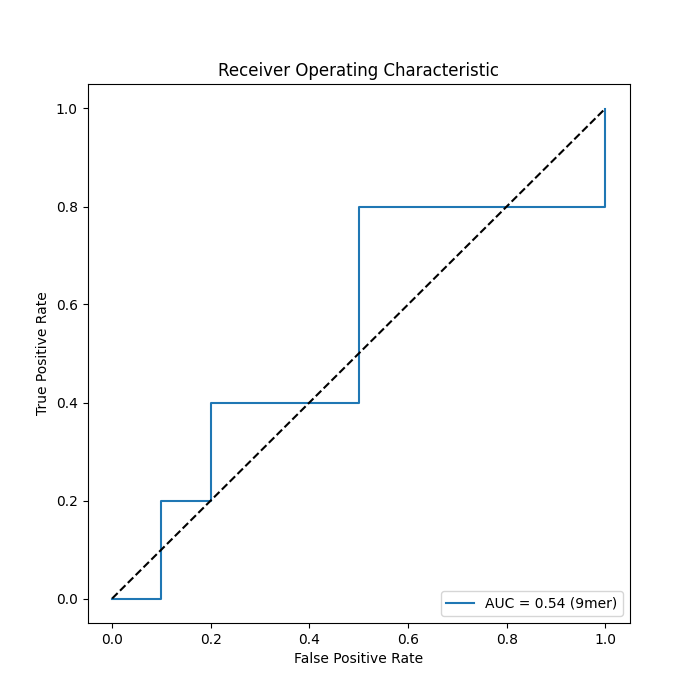 Receiver Operating Characteristic
True Positive Rate
1.0
0.8
0.6
0.4
0.2
0.0
AUC = 0.54 (9mer)
0.0 0.2 0.4 0.6 0.8 1.0
False Positive Rate